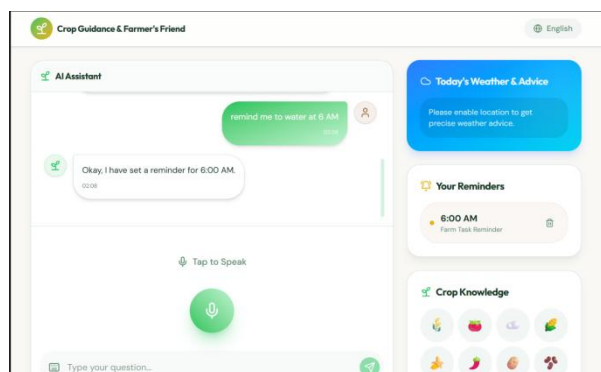 Crop Guidance & Farmer's Friend
English
AI Assistant
remind me to water at 6 AM
Okay, I have set a reminder for 6:00 AM.
02:08
Tap to Speak
Type your question...
Today's Weather & Advice
Please enable location to get
precise weather advice.
Your Reminders
6:00 AM
Farm Task Reminder
Crop Knowledge